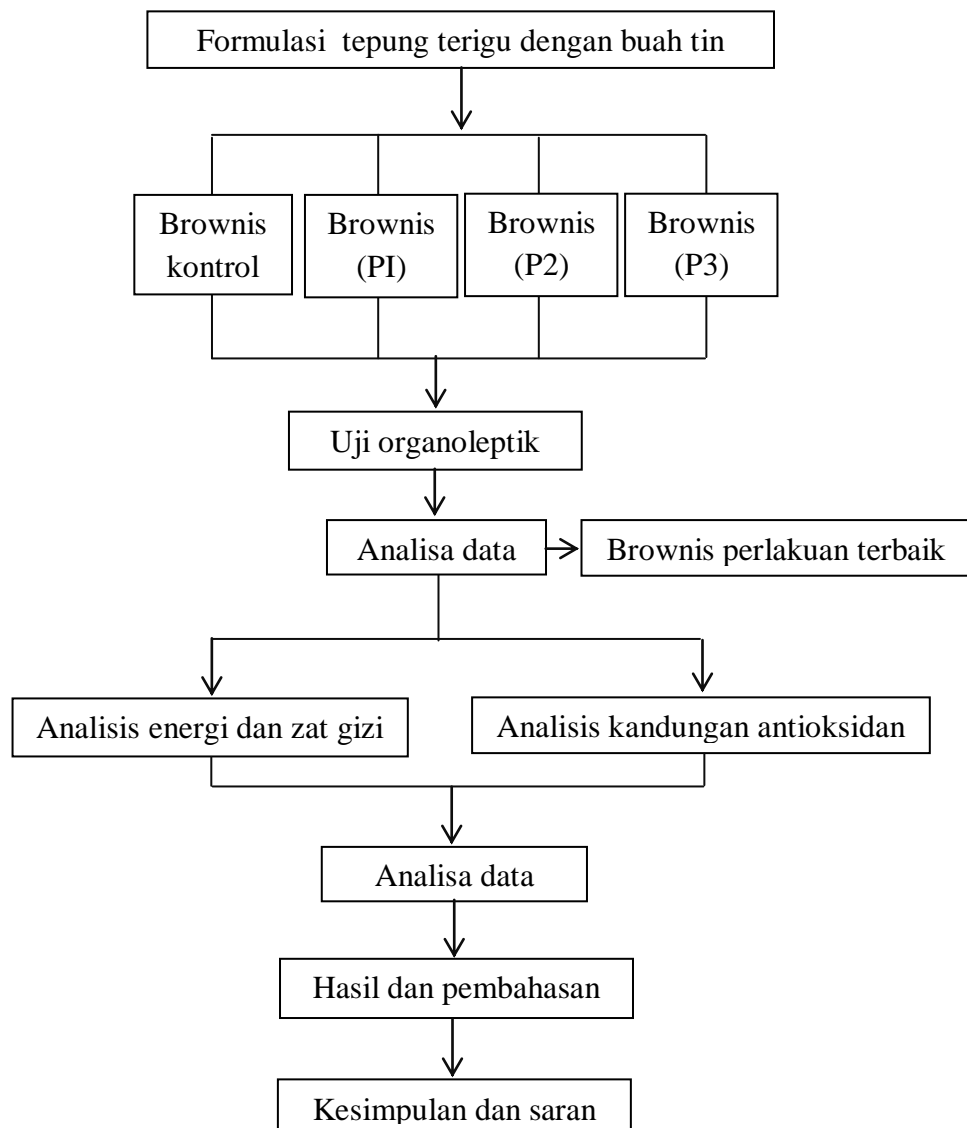 Formulasi tepung terigu dengan buah tin
Brownis
kontrol
Brownis
(PI)
Brownis
(P2)
Brownis
(P3)
Uji organoleptik
Analisa data
Brownis perlakuan terbaik
Analisis energi dan zat gizi
Analisis kandungan antioksidan
Analisa data
Hasil dan pembahasan
Kesimpulan dan saran